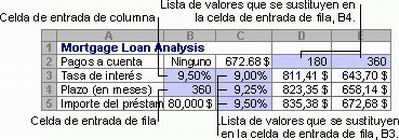 Lista de valores que se sustituyen en
la celda de entrada de fila, B4.
Celda de entrada de columna
A B C D E
1 Mortgage Loan Analysis
2 Pagos a cuenta Ninguno 672.68 $ 180 360
3 Tasa de interés 9,50% 9,00% 811,41 $ 643,70 $
4 Plazo (en meses) 360 9,25% 823,35 $ 658,14 $
5 Importe del préstam 80,000 $ 9,50% 835,38 $ 672,68 $
Celda de entrada de fila
Lista de valores que se sustituyen
en la celda de entrada de fila, B3.